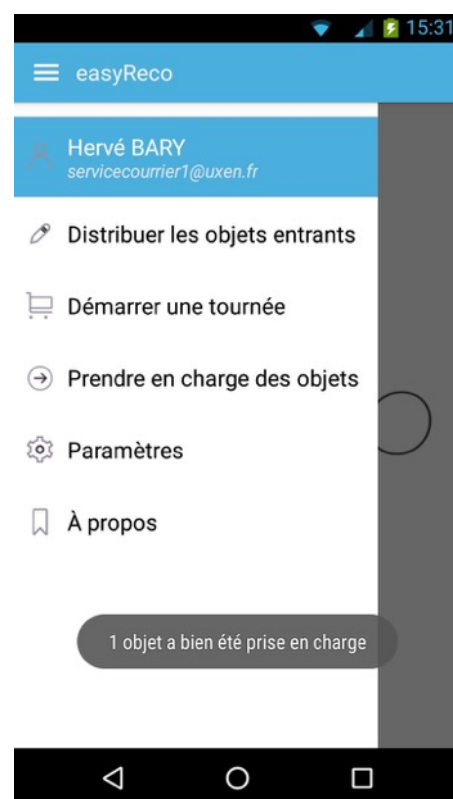 15:31
easyReco
Hervé BARY
servicecourrier1@uxen.fr
Distribuer les objets entrants
Démarrer une tournée
Prendre en charge des objets
Paramètres
À propos
1 objet a bien été prise en charge